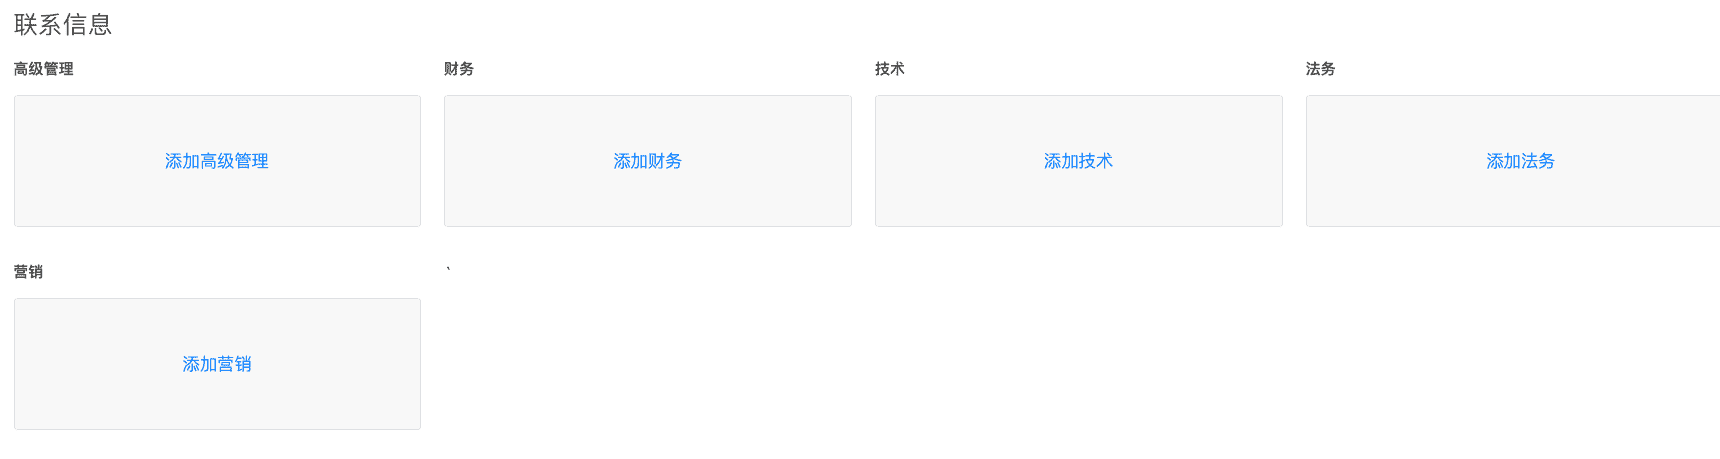 联系信息
高级管理
财务
技术
法务
添加高级管理
添加财务
添加技术
添加法务
营销
`
添加营销